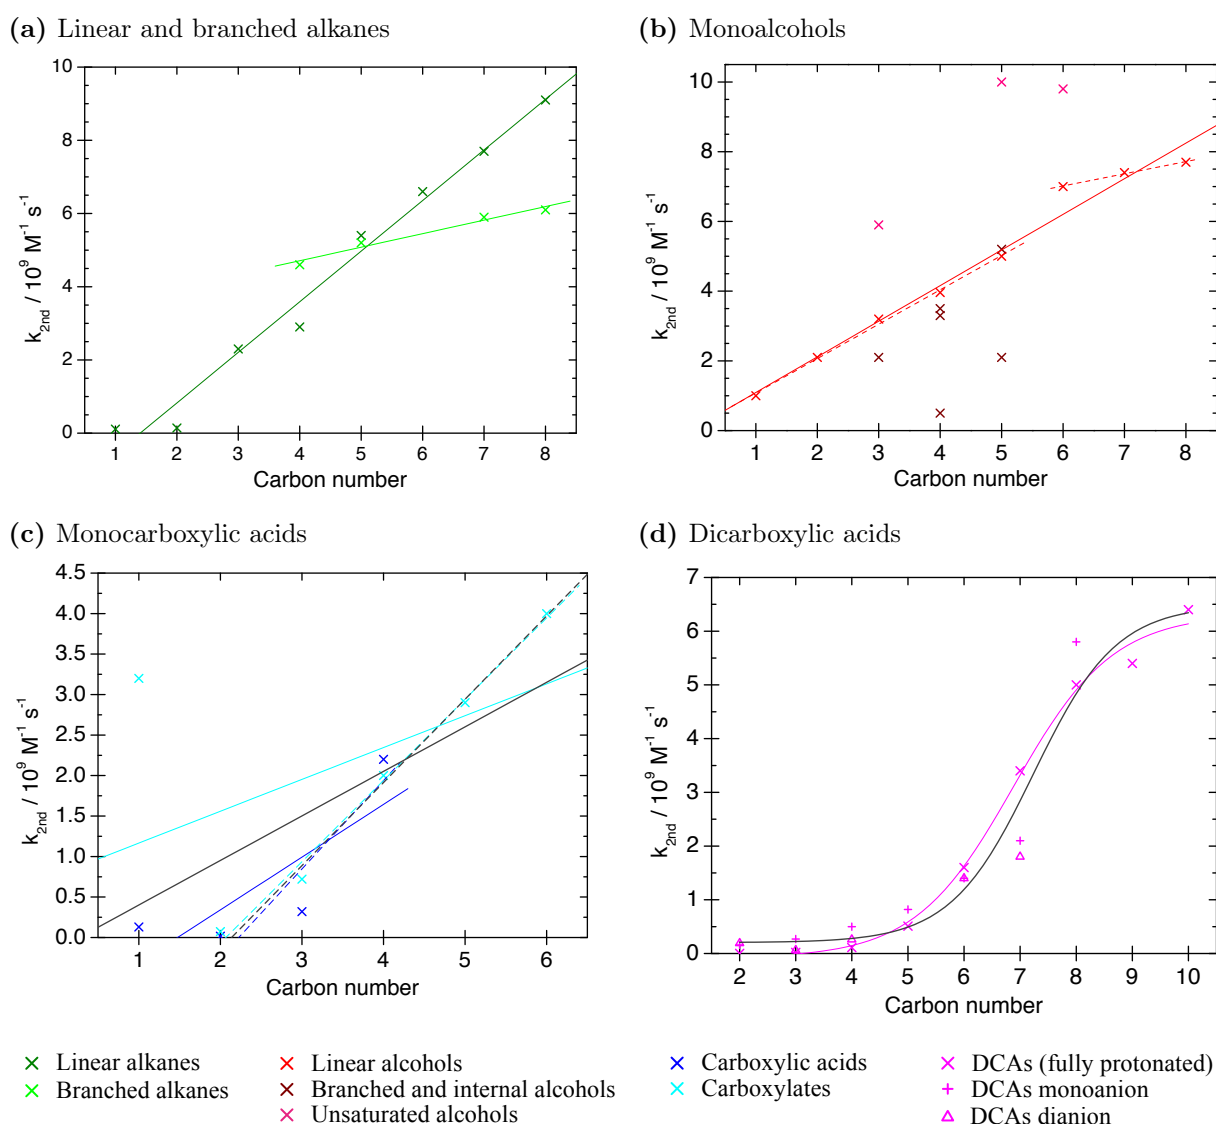 (a) Linear and branched alkanes
10
8
6
4
2
0
k2nd / 10^9 M^-1 s^-1
1 2 3 4 5 6 7 8
Carbon number
(b) Monoalcohols
10
8
6
4
2
0
k2nd / 10^9 M^-1 s^-1
1 2 3 4 5 6 7 8
Carbon number
(c) Monocarboxylic acids
4.5
4.0
3.5
3.0
2.5
2.0
1.5
1.0
0.5
0.0
k2nd / 10^9 M^-1 s^-1
1 2 3 4 5 6
Carbon number
(d) Dicarboxylic acids
7
6
5
4
3
2
1
0
k2nd / 10^9 M^-1 s^-1
2 3 4 5 6 7 8 9 10
Carbon number
Linear alkanes
Branched alkanes
Linear alcohols
Branched and internal alcohols
Unsaturated alcohols
Carboxylic acids
Carboxylates
DCAs (fully protonated)
DCAs monoanion
DCAs dianion